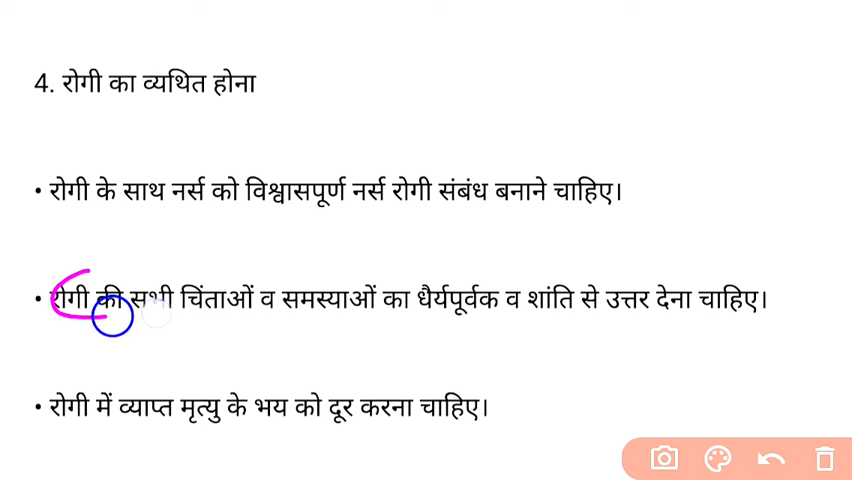 4. रोगी का व्यथित होना
• रोगी के साथ नर्स को विश्वासपूर्ण नर्स रोगी संबंध बनाने चाहिए।
• रोगी की सभी चिंताओं व समस्याओं का धैर्यपूर्वक व शांति से उत्तर देना चाहिए।
• रोगी में व्याप्त मृत्यु के भय को दूर करना चाहिए।